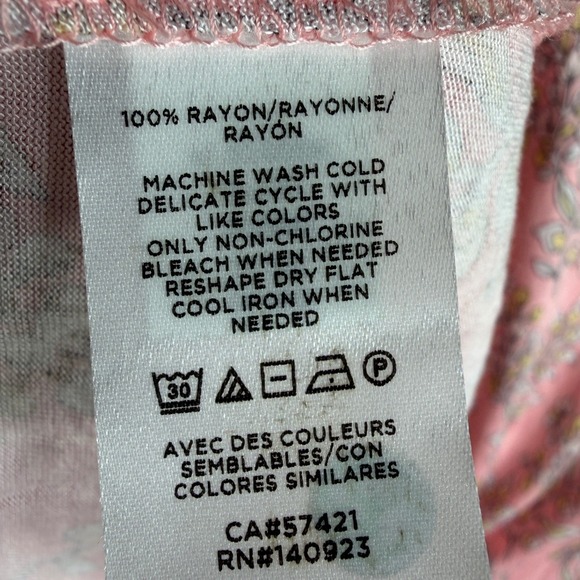 100% RAYON/RAYONNE/
RAYÓN
MACHINE WASH COLD
DELICATE CYCLE WITH
LIKE COLORS
ONLY NON-CHLORINE
BLEACH WHEN NEEDED
RESHAPE DRY FLAT
COOL IRON WHEN
NEEDED
30 P
AVEC DES COULEURS
SEMBLABLES/CON
COLORES SIMILARES
CA#57421
RN#140923